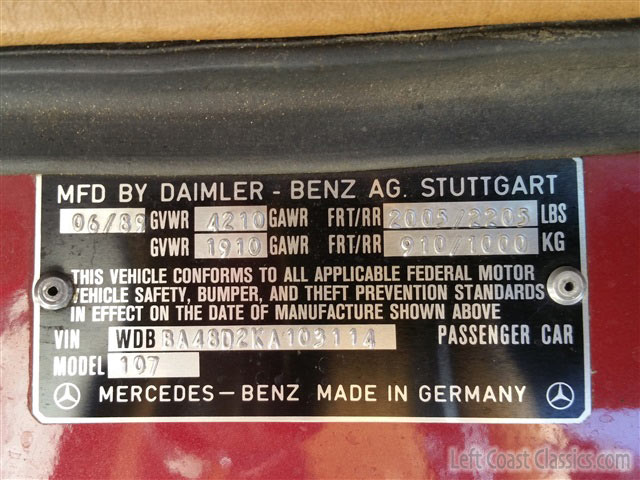 MFD BY DAIMLER - BENZ AG. STUTTGART
06/89 GVWR 4210 GAWR FRT/RR 2005/2205 LBS
GVWR 1910 GAWR FRT/RR 910/1000 KG
THIS VEHICLE CONFORMS TO ALL APPLICABLE FEDERAL MOTOR
VEHICLE SAFETY, BUMPER, AND THEFT PREVENTION STANDARDS
IN EFFECT ON THE DATE OF MANUFACTURE SHOWN ABOVE
VIN WDB BA48D2KA103114 PASSENGER CAR
MODEL 107
MERCEDES-BENZ MADE IN GERMANY
Left Coast Classics.com